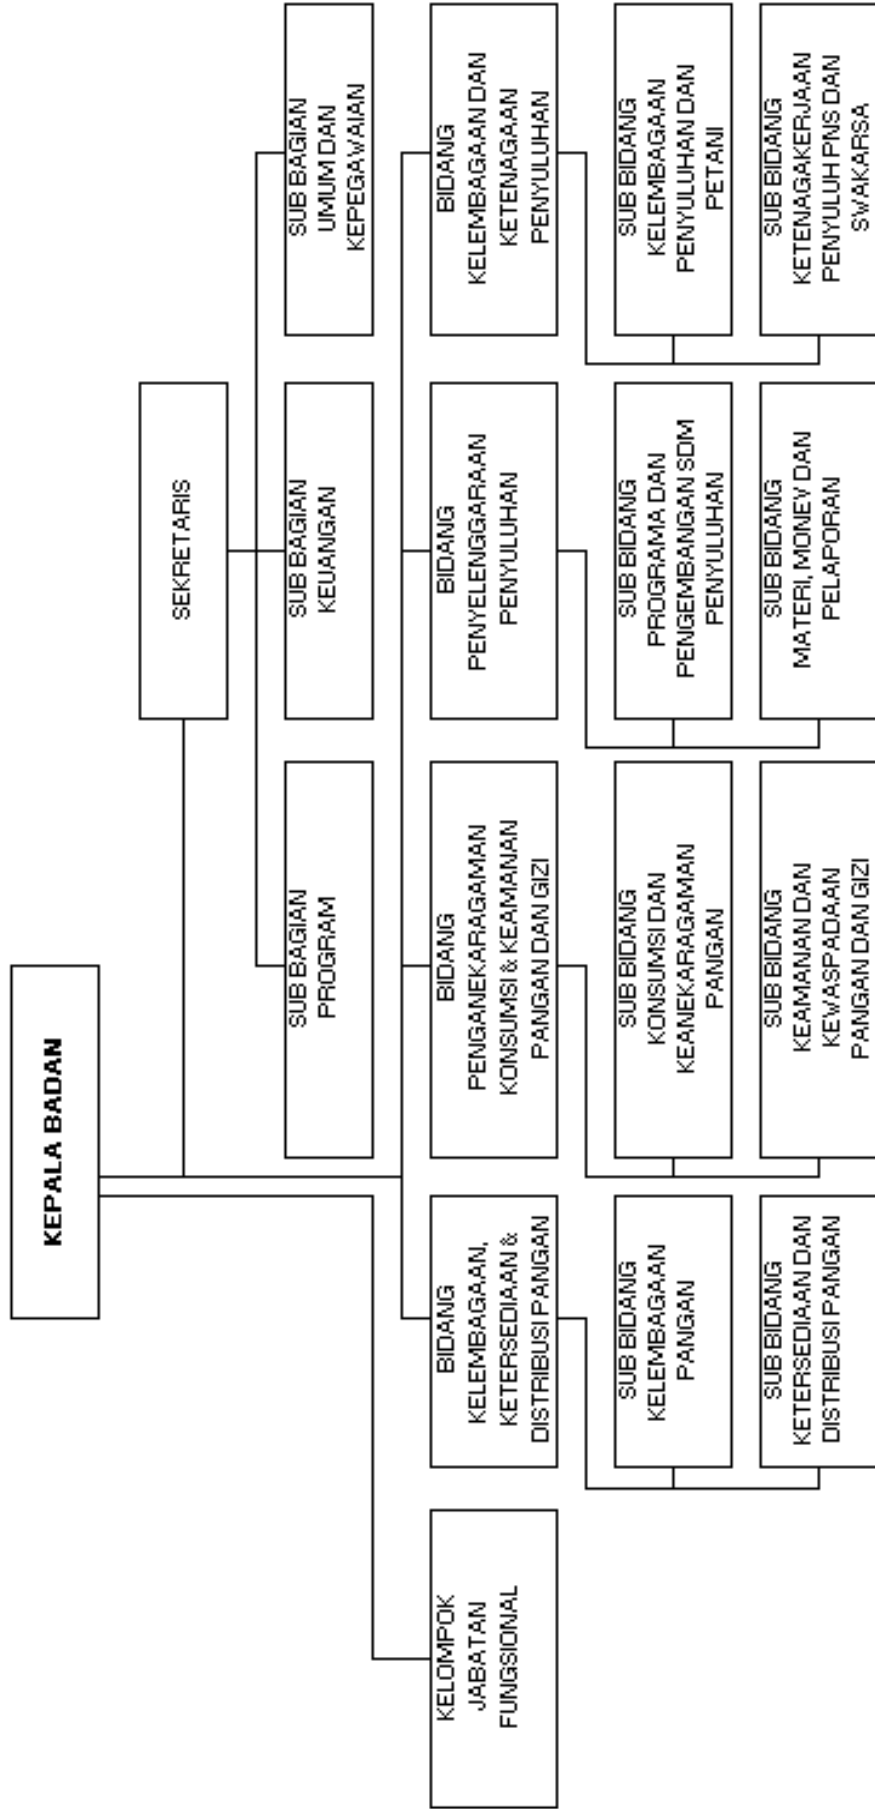 KEPALA BADAN
SEKRETARIS
SUB BAGIAN
PROGRAM
SUB BAGIAN
KEUANGAN
SUB BAGIAN
UMUM DAN
KEPEGAWAIAN
KELOMPOK
JABATAN
FUNGSIONAL
BIDANG
KELEMBAGAAN,
KETERSEDIAAN &
DISTRIBUSI PANGAN
BIDANG
PENGANEKARAGAMAN
KONSUMSI & KEAMANAN
PANGAN DAN GIZI
BIDANG
PENYELENGGARAAN
PENYULUHAN
BIDANG
KELEMBAGAAN DAN
KETENAGAAN
PENYULUHAN
SUB BIDANG
KELEMBAGAAN
PANGAN
SUB BIDANG
KONSUMSI DAN
KEANEKARAGAMAN
PANGAN
SUB BIDANG
PROGRAMA DAN
PENGEMBANGAN SDM
PENYULUHAN
SUB BIDANG
KELEMBAGAAN
PENYULUHAN DAN
PETANI
SUB BIDANG
KETERSEDIAAN DAN
DISTRIBUSI PANGAN
SUB BIDANG
KEAMANAN DAN
KEWASPADAAN
PANGAN DAN GIZI
SUB BIDANG
MATERI, MONEV DAN
PELAPORAN
SUB BIDANG
KETENAGAKERJAAN
PENYULUH PNS DAN
SWAKARSA